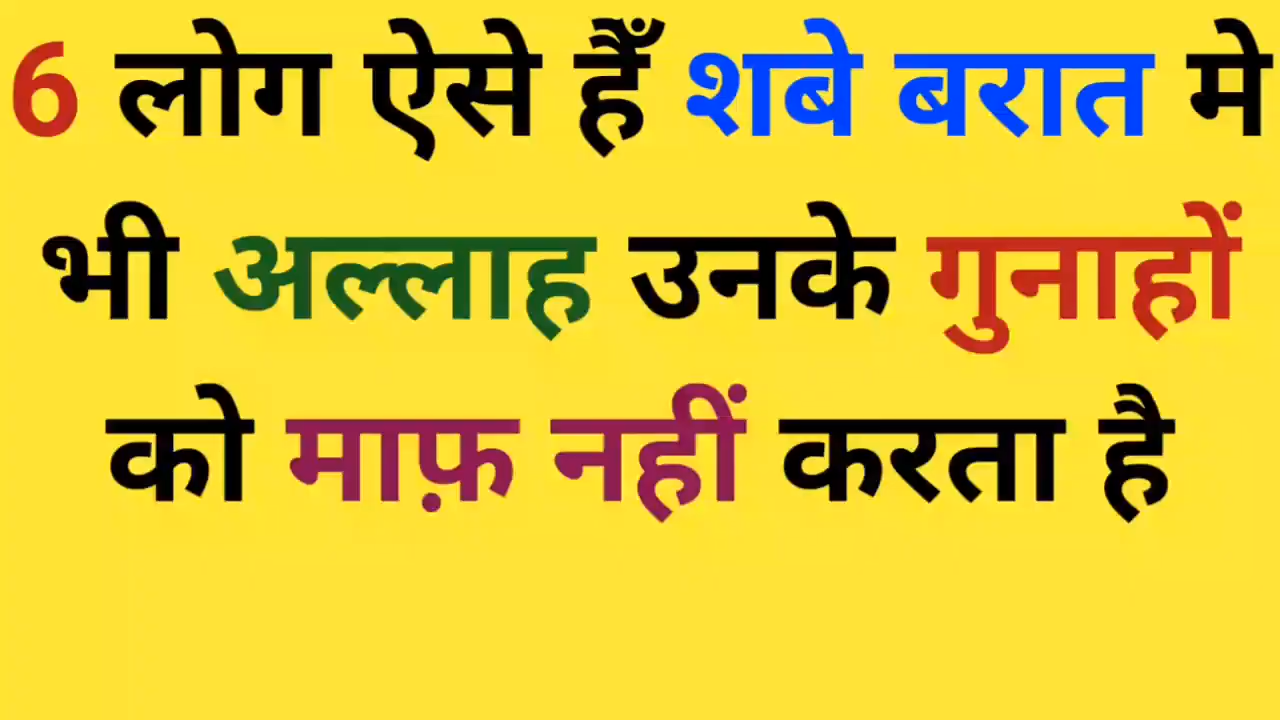 6 लोग ऐसे हैँ शबे बरात मे
भी अल्लाह उनके गुनाहों
को माफ़ नहीं करता है